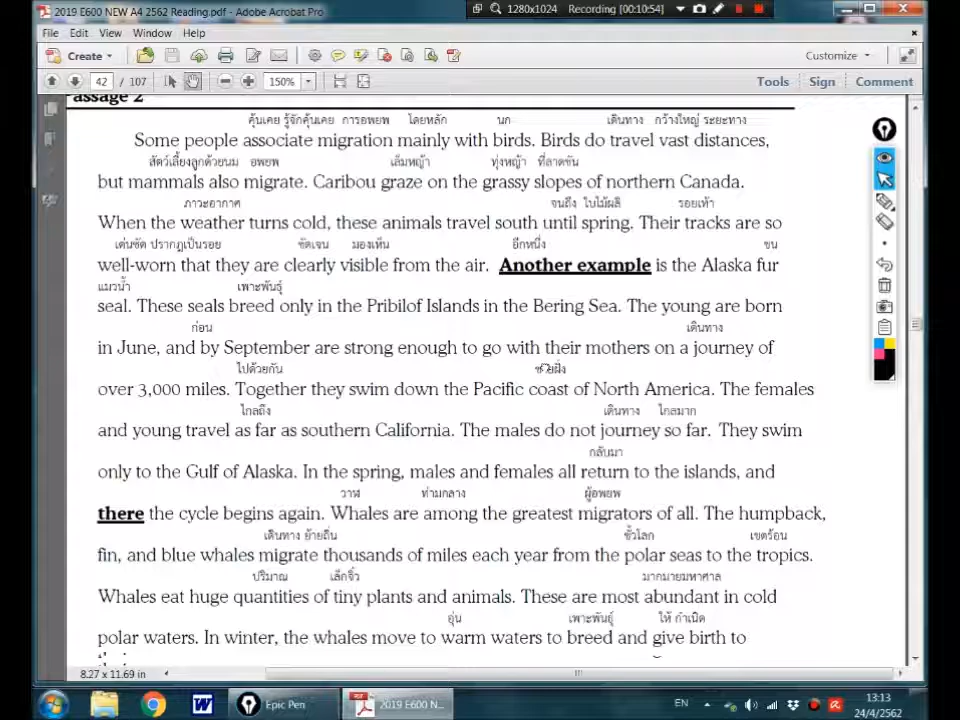 2019 E600 NEW A4 2562 Reading.pdf - Adobe Acrobat Pro
1280x1024 Recording [00:10:54]
File Edit View Window Help
Create Customize
42 / 107 150% Tools Sign Comment
assage 2
คุ้นเคย รู้จักคุ้นเคย การอพยพ โดยหลัก นก เดินทาง กว้างใหญ่ ระยะทาง
Some people associate migration mainly with birds. Birds do travel vast distances,
สัตว์เลี้ยงลูกด้วยนม อพยพ เล็มหญ้า ทุ่งหญ้า ที่ลาดชัน
but mammals also migrate. Caribou graze on the grassy slopes of northern Canada.
ภาวะอากาศ จนถึง ใบไม้ผลิ รอยเท้า
When the weather turns cold, these animals travel south until spring. Their tracks are so
เด่นชัด ปรากฎเป็นรอย ชัดเจน มองเห็น อีกหนึ่ง ขน
well-worn that they are clearly visible from the air. Another example is the Alaska fur
แมวน้ำ เพาะพันธุ์
seal. These seals breed only in the Pribilof Islands in the Bering Sea. The young are born
ก่อน เดินทาง
in June, and by September are strong enough to go with their mothers on a journey of
ไปด้วยกัน ชายฝั่ง
over 3,000 miles. Together they swim down the Pacific coast of North America. The females
ไกลถึง เดินทาง ไกลมาก
and young travel as far as southern California. The males do not journey so far. They swim
กลับมา
only to the Gulf of Alaska. In the spring, males and females all return to the islands, and
วาฬ ท่ามกลาง ผู้อพยพ
there the cycle begins again. Whales are among the greatest migrators of all. The humpback,
เดินทาง ย้ายถิ่น ขั้วโลก เขตร้อน
fin, and blue whales migrate thousands of miles each year from the polar seas to the tropics.
ปริมาณ เล็กจิ๋ว มากมายมหาศาล
Whales eat huge quantities of tiny plants and animals. These are most abundant in cold
อุ่น เพาะพันธุ์ ให้ กำเนิด
polar waters. In winter, the whales move to warm waters to breed and give birth to
8.27 x 11.69 in
Epic Pen 2019 E600 N... EN 13:13
24/4/2562